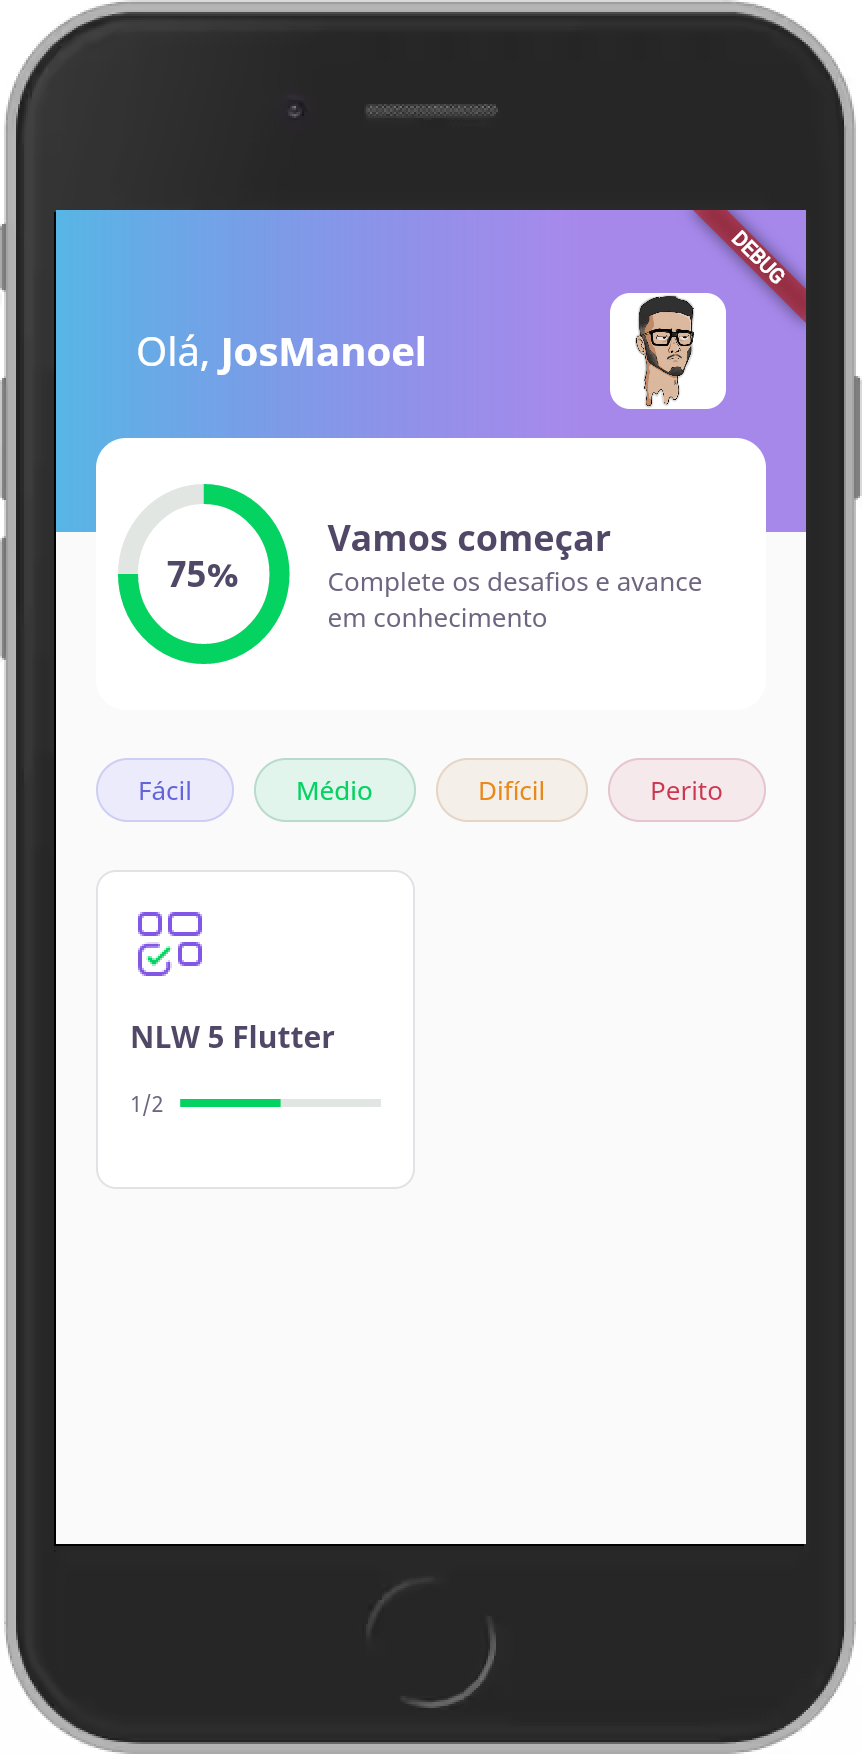 DEBUG
Olá, JosManoel
75%
Vamos começar
Complete os desafios e avance
em conhecimento
Fácil
Médio
Difícil
Perito
NLW 5 Flutter
1/2